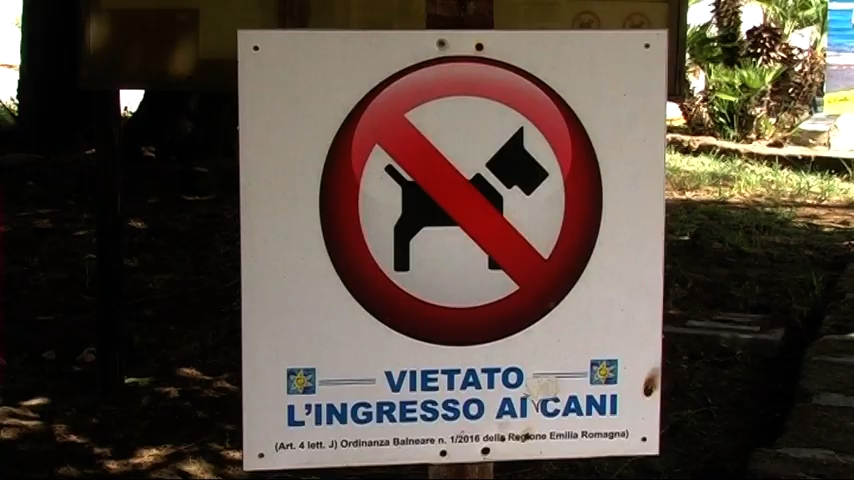 VIETATO
L'INGRESSO AI CANI
(Art. 4 lett. J) Ordinanza Balneare n. 1/2016 della Regione Emilia Romagna)